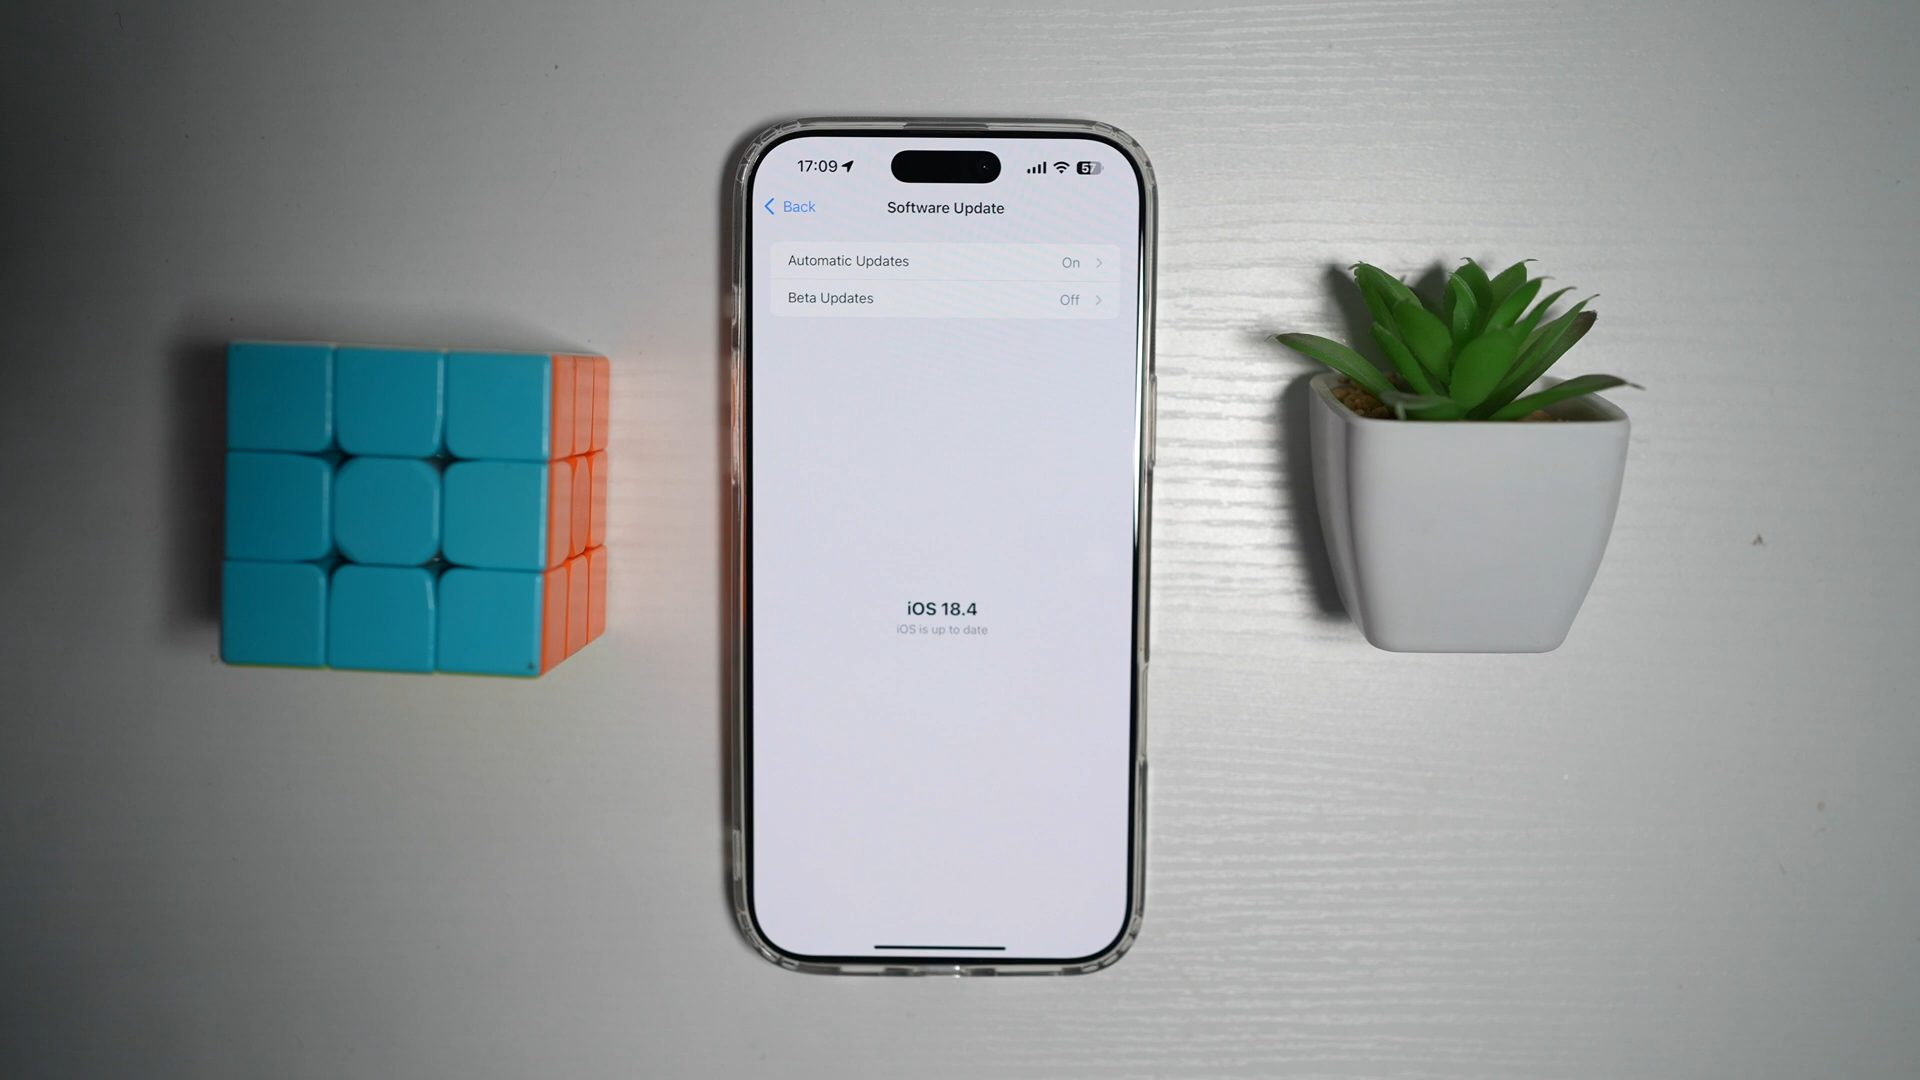 17:09
57
Back
Software Update
Automatic Updates On
Beta Updates Off
iOS 18.4
iOS is up to date